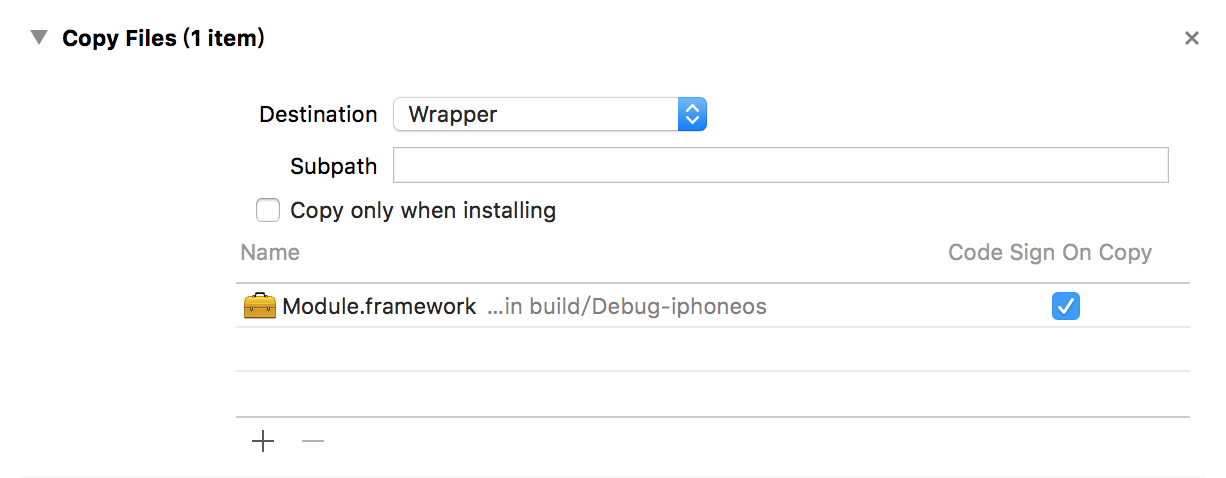 Copy Files (1 item)
Destination Wrapper
Subpath
Copy only when installing
Name Code Sign On Copy
Module.framework ...in build/Debug-iphoneos